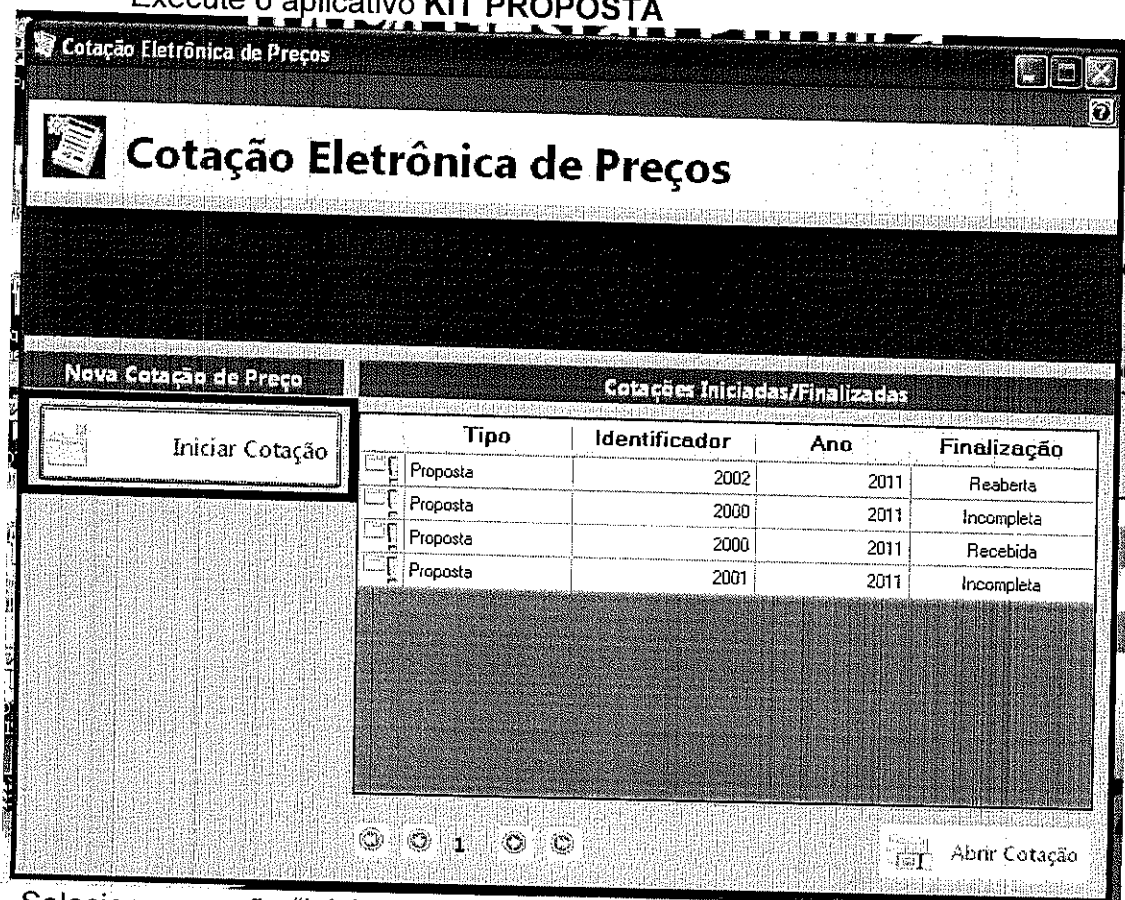 Execute o aplicativo KIT PROPOSTA
Cotação Eletrônica de Preços
Cotação Eletrônica de Preços
Nova Cotação de Preço
Cotações Iniciadas/Finalizadas
Iniciar Cotação
Tipo Identificador Ano Finalização
Proposta 2002 2011 Reaberta
Proposta 2000 2011 Incompleta
Proposta 2000 2011 Recebida
Proposta 2001 2011 Incompleta
1
Abrir Cotação